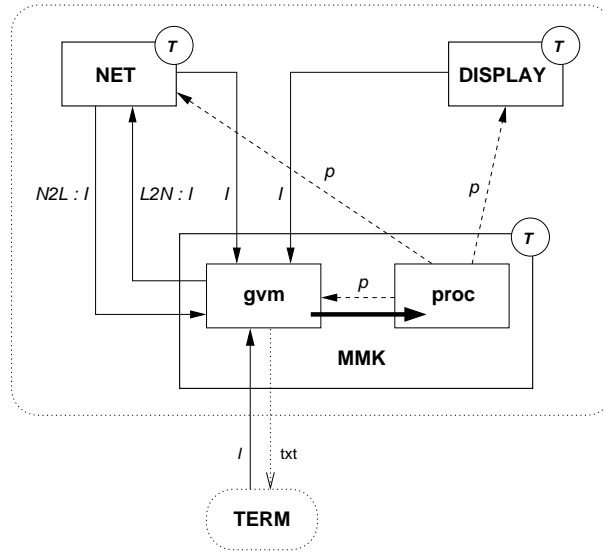 T
T
NET
DISPLAY
p
p
N2L : I
L2N : I
I
I
T
gvm
p
proc
MMK
I
txt
TERM